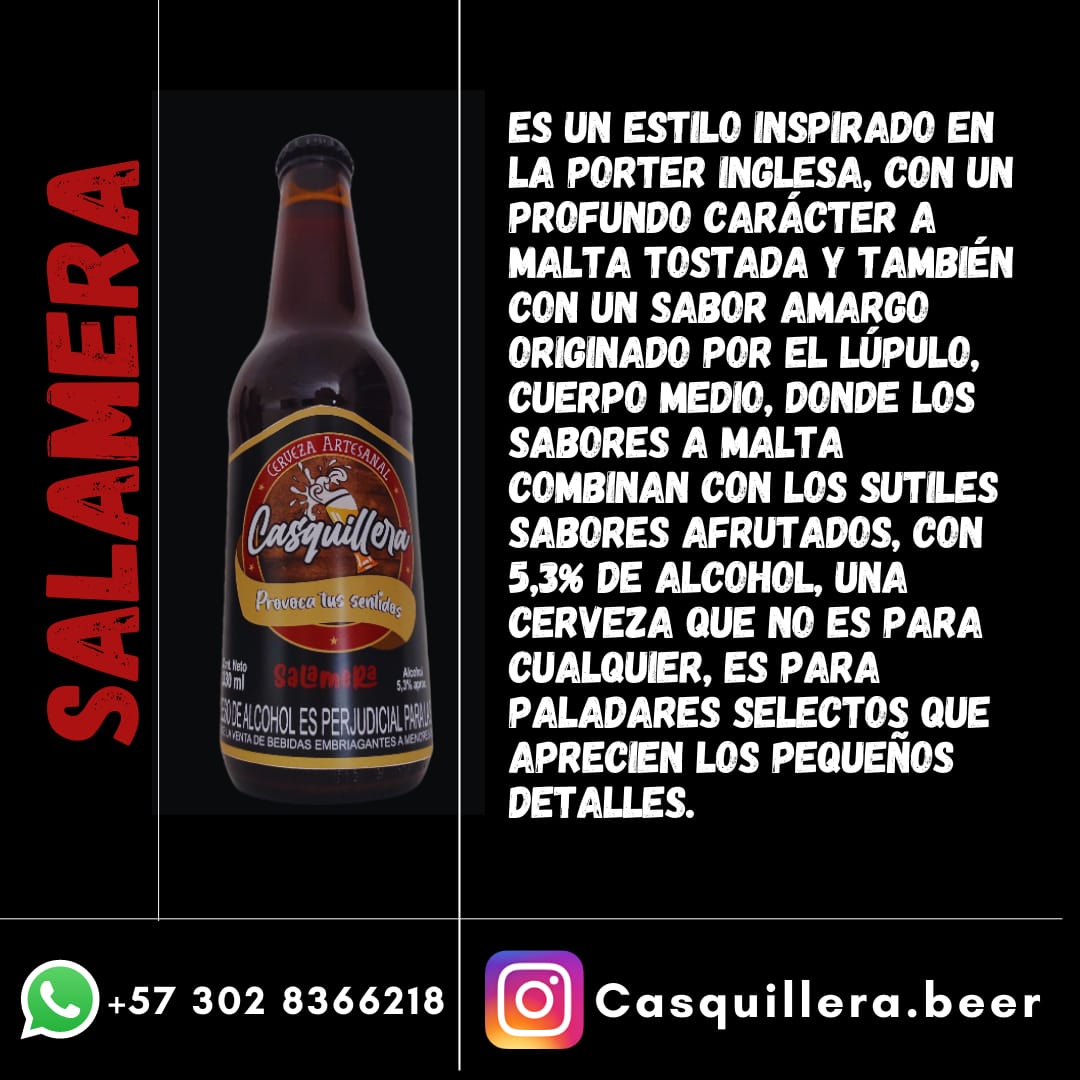 SALAMERA
CERVEZA ARTESANAL
Casquillera
Provoca tus sentidos
Neto
ml
Salamera
Alcohol
5,3% aprox
DE ALCOHOL ES PERJUDICIAL PARA
LA VENTA DE BEBIDAS EMBRIAGANTES A
ES UN ESTILO INSPIRADO EN
LA PORTER INGLESA, CON UN
PROFUNDO CARÁCTER A
MALTA TOSTADA Y TAMBIÉN
CON UN SABOR AMARGO
ORIGINADO POR EL LÚPULO,
CUERPO MEDIO, DONDE LOS
SABORES A MALTA
COMBINAN CON LOS SUTILES
SABORES AFRUTADOS, CON
5,3% DE ALCOHOL, UNA
CERVEZA QUE NO ES PARA
CUALQUIER, ES PARA
PALADARES SELECTOS QUE
APRECIEN LOS PEQUEÑOS
DETALLES.
+57 302 8366218
Casquillera.beer